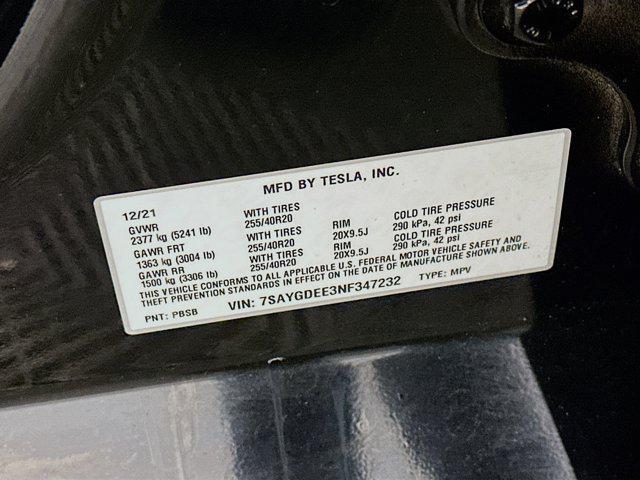 MFD BY TESLA, INC.
12/21
GVWR WITH TIRES
2377 kg (5241 lb) 255/40R20 RIM COLD TIRE PRESSURE
GAWR FRT WITH TIRES 20X9.5J 290 kPa, 42 psi
1363 kg (3004 lb) 255/40R20 RIM COLD TIRE PRESSURE
GAWR RR WITH TIRES 20X9.5J 290 kPa, 42 psi
1500 kg (3306 lb) 255/40R20
THIS VEHICLE CONFORMS TO ALL APPLICABLE U.S. FEDERAL MOTOR VEHICLE SAFETY AND
THEFT PREVENTION STANDARDS IN EFFECT ON THE DATE OF MANUFACTURE SHOWN ABOVE.
PNT: PBSB VIN: 7SAYGDEE3NF347232 TYPE: MPV